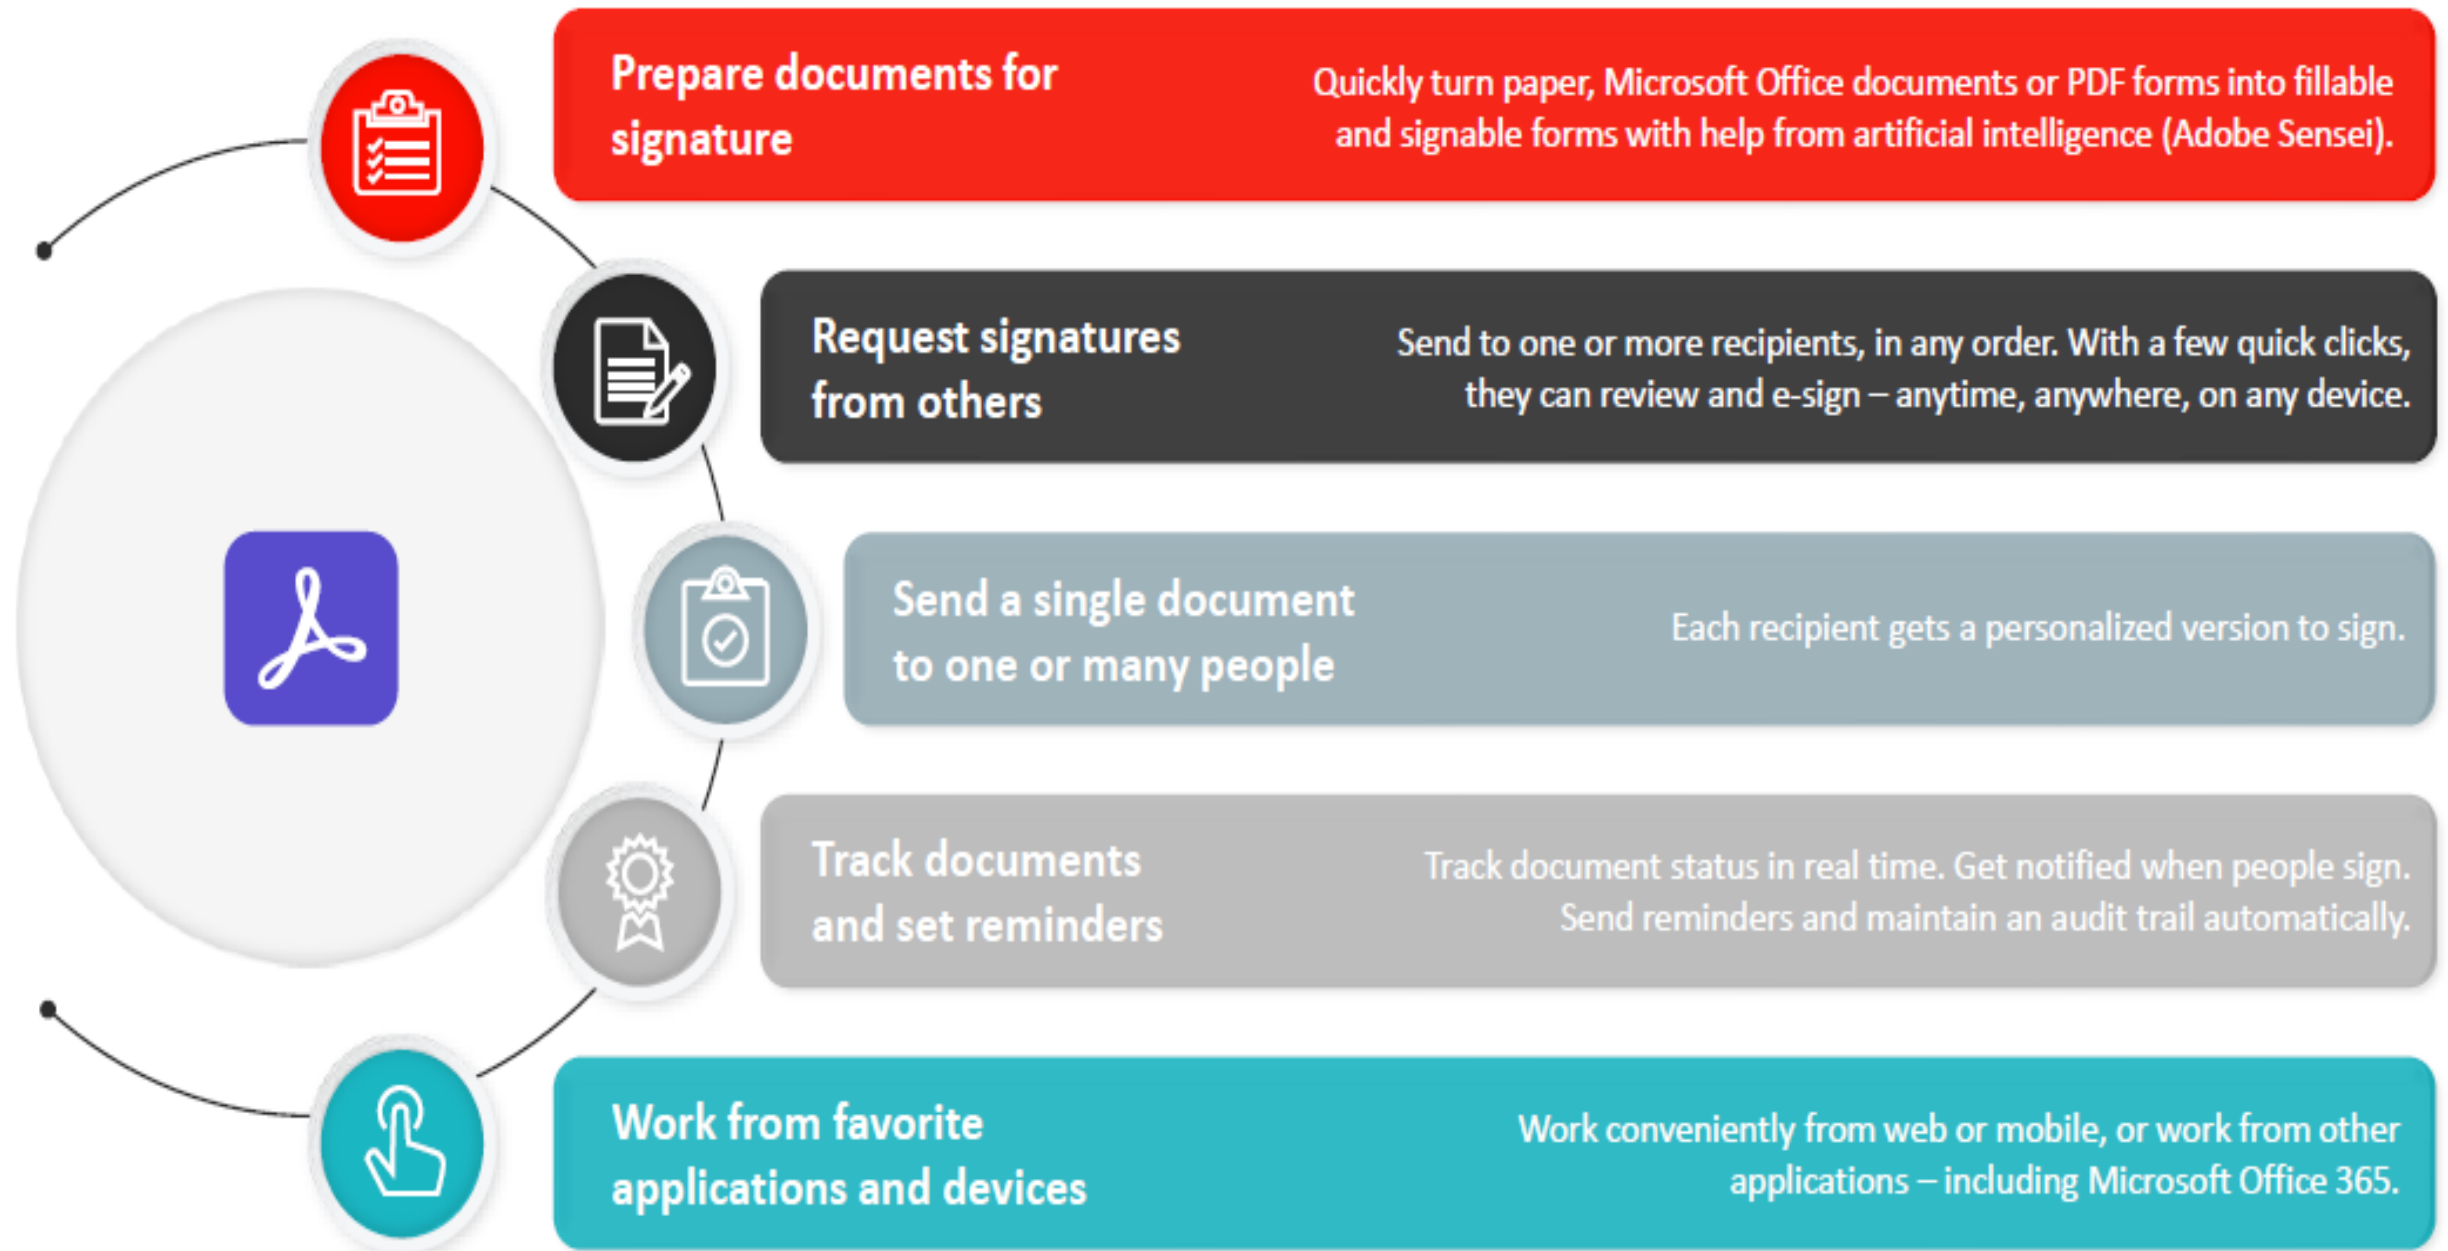 Prepare documents for
signature
Quickly turn paper, Microsoft Office documents or PDF forms into fillable
and signable forms with help from artificial intelligence (Adobe Sensei).
Request signatures
from others
Send to one or more recipients, in any order. With a few quick clicks,
they can review and e-sign – anytime, anywhere, on any device.
Send a single document
to one or many people
Each recipient gets a personalized version to sign.
Track documents
and set reminders
Track document status in real time. Get notified when people sign.
Send reminders and maintain an audit trail automatically.
Work from favorite
applications and devices
Work conveniently from web or mobile, or work from other
applications – including Microsoft Office 365.